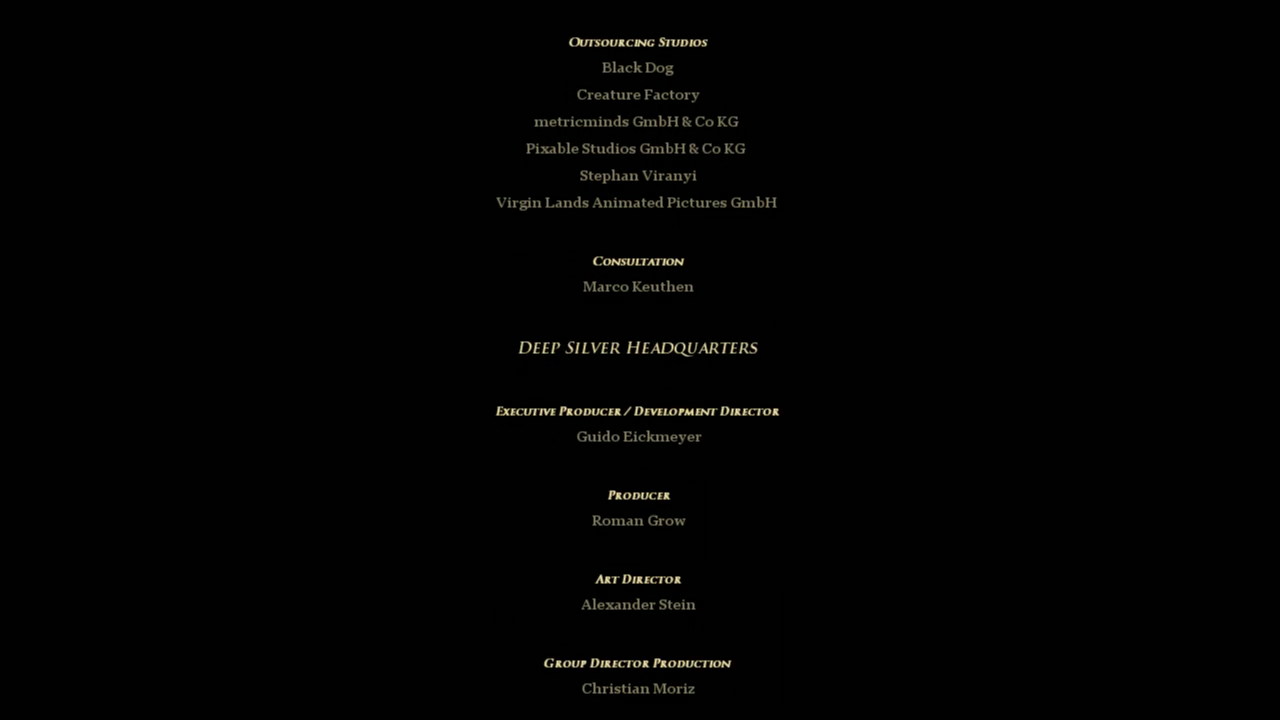 Outsourcing Studios
Black Dog
Creature Factory
metricminds GmbH & Co KG
Pixable Studios GmbH & Co KG
Stephan Viranyi
Virgin Lands Animated Pictures GmbH
Consultation
Marco Keuthen
Deep Silver Headquarters
Executive Producer / Development Director
Guido Eickmeyer
Producer
Roman Grow
Art Director
Alexander Stein
Group Director Production
Christian Moriz